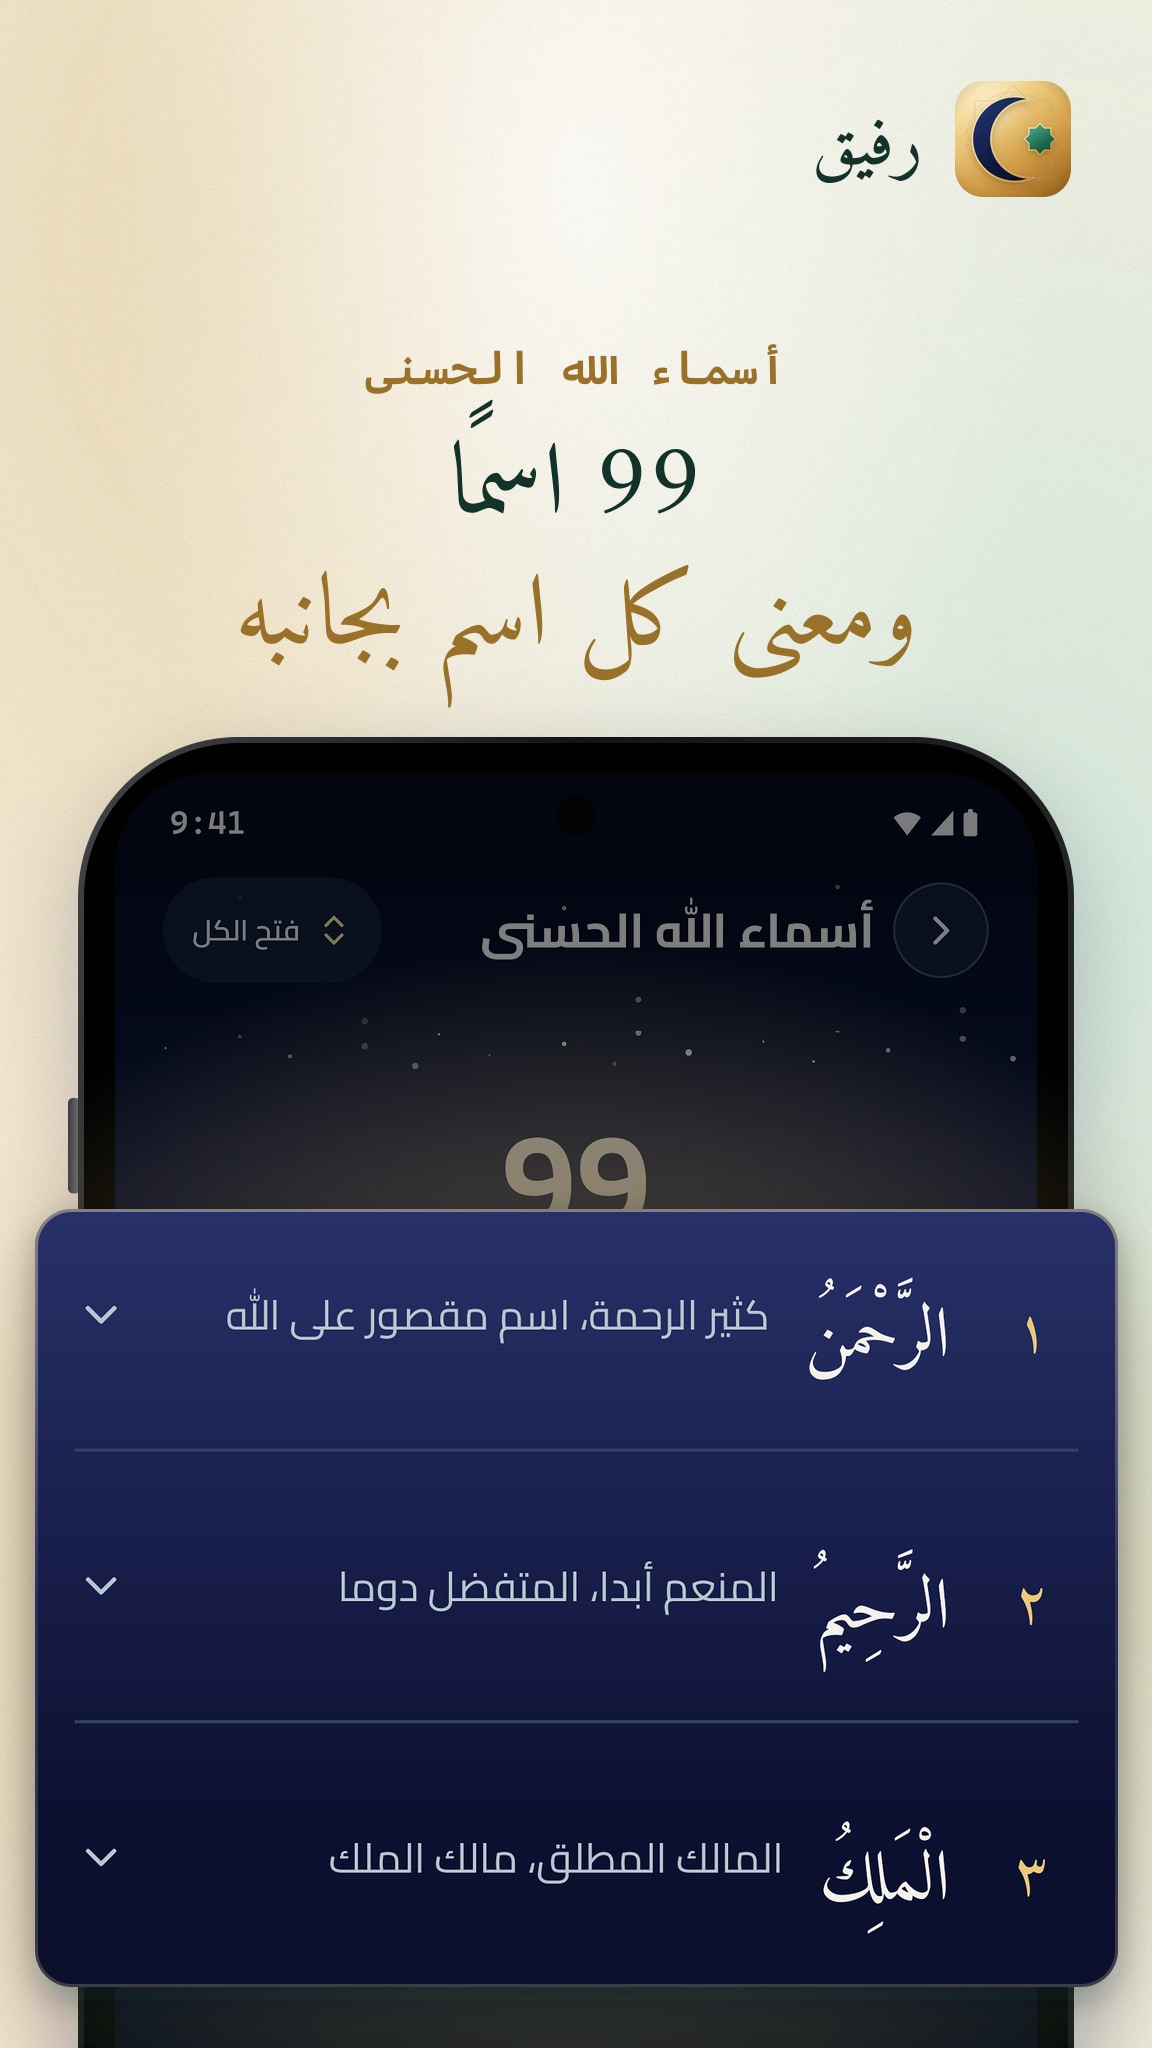 رفيق
أسماء الله الحسنى
99 اسمًا
ومعنى كل اسم بجانبه
9:41
أسماء الله الحسنى فتح الكل
99
١ الرَّحْمَنُ كثير الرحمة، اسم مقصور على الله
٢ الرَّحِيمُ المنعم أبدا، المتفضل دوما
٣ الْمَلِكُ المالك المطلق، مالك الملك